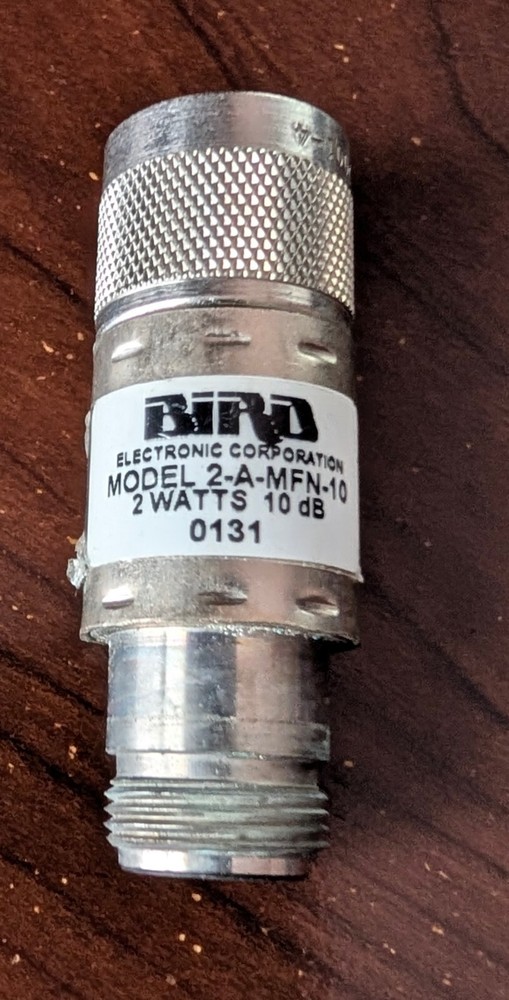 BIRD
ELECTRONIC CORPORATION
MODEL 2-A-MFN-10
2 WATTS 10 dB
0131